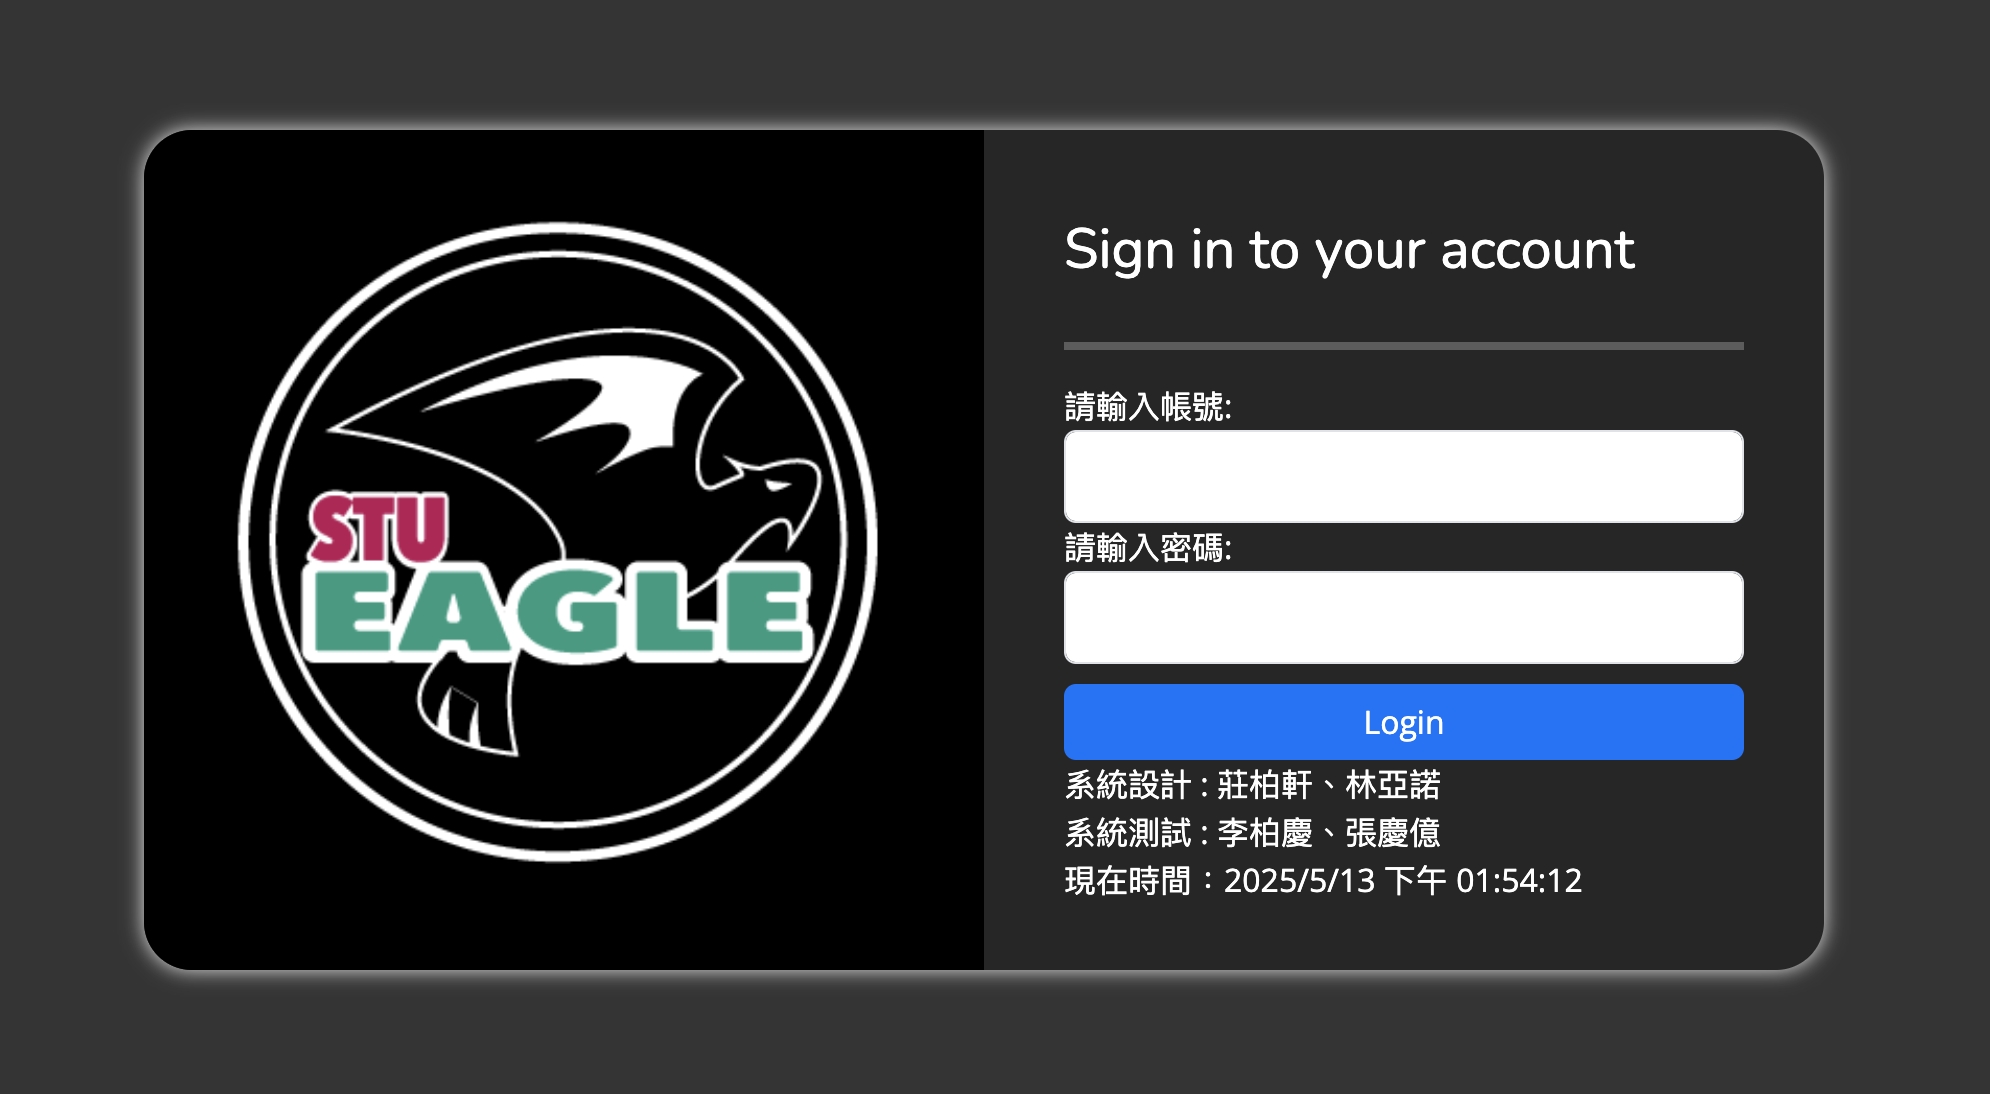 STU
EAGLE
Sign in to your account
請輸入帳號:
請輸入密碼:
Login
系統設計 : 莊柏軒、林亞諾
系統測試 : 李柏慶、張慶億
現在時間：2025/5/13 下午 01:54:12